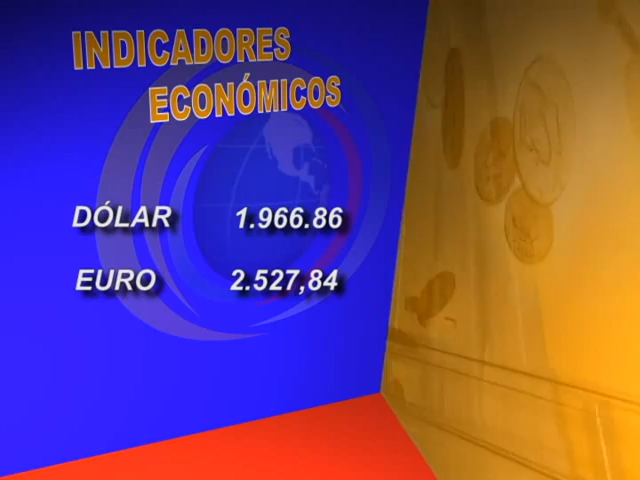 INDICADORES
ECONÓMICOS
DÓLAR 1.966.86
EURO 2.527,84